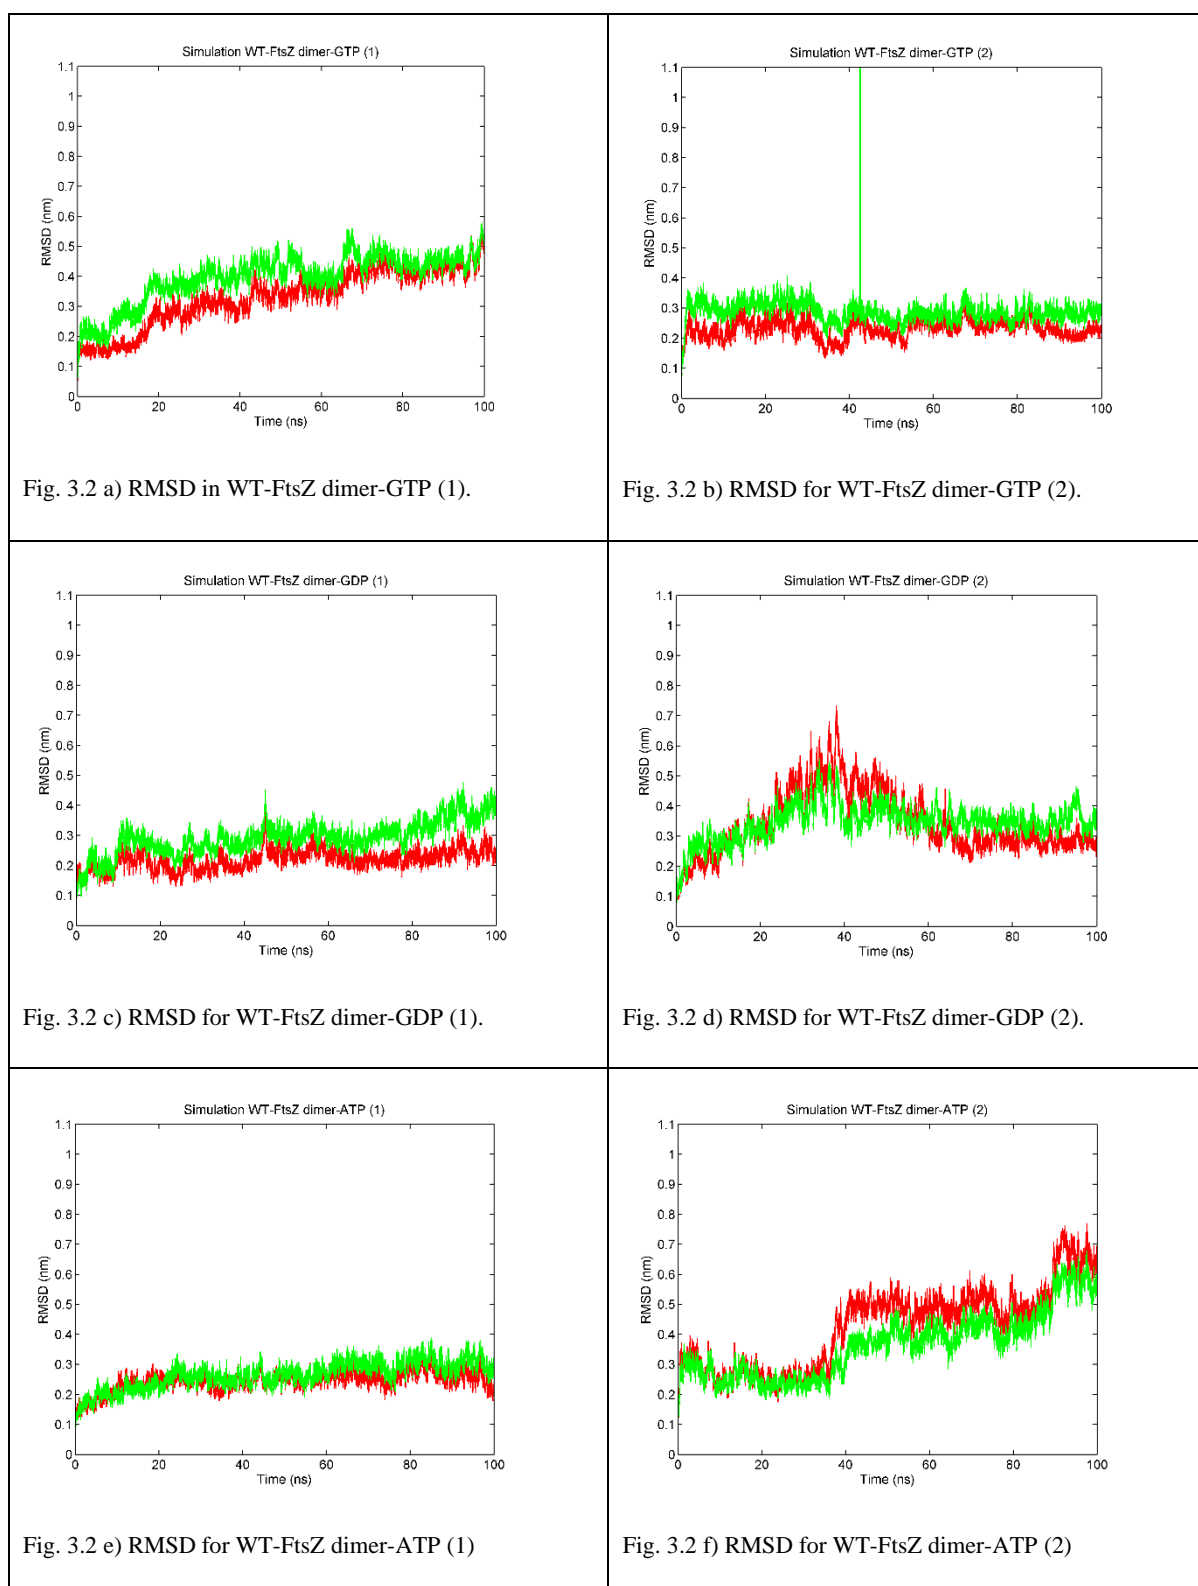 Simulation WT-FtsZ dimer-GTP (1)
1.1
1
0.9
0.8
0.7
0.6
0.5
0.4
0.3
0.2
0.1
0
RMSD (nm)
0 20 40 60 80 100
Time (ns)
Fig. 3.2 a) RMSD in WT-FtsZ dimer-GTP (1).
Simulation WT-FtsZ dimer-GTP (2)
1.1
1
0.9
0.8
0.7
0.6
0.5
0.4
0.3
0.2
0.1
0
RMSD (nm)
0 20 40 60 80 100
Time (ns)
Fig. 3.2 b) RMSD for WT-FtsZ dimer-GTP (2).
Simulation WT-FtsZ dimer-GDP (1)
1.1
1
0.9
0.8
0.7
0.6
0.5
0.4
0.3
0.2
0.1
0
RMSD (nm)
0 20 40 60 80 100
Time (ns)
Fig. 3.2 c) RMSD for WT-FtsZ dimer-GDP (1).
Simulation WT-FtsZ dimer-GDP (2)
1.1
1
0.9
0.8
0.7
0.6
0.5
0.4
0.3
0.2
0.1
0
RMSD (nm)
0 20 40 60 80 100
Time (ns)
Fig. 3.2 d) RMSD for WT-FtsZ dimer-GDP (2).
Simulation WT-FtsZ dimer-ATP (1)
1.1
1
0.9
0.8
0.7
0.6
0.5
0.4
0.3
0.2
0.1
0
RMSD (nm)
0 20 40 60 80 100
Time (ns)
Fig. 3.2 e) RMSD for WT-FtsZ dimer-ATP (1)
Simulation WT-FtsZ dimer-ATP (2)
1.1
1
0.9
0.8
0.7
0.6
0.5
0.4
0.3
0.2
0.1
0
RMSD (nm)
0 20 40 60 80 100
Time (ns)
Fig. 3.2 f) RMSD for WT-FtsZ dimer-ATP (2)